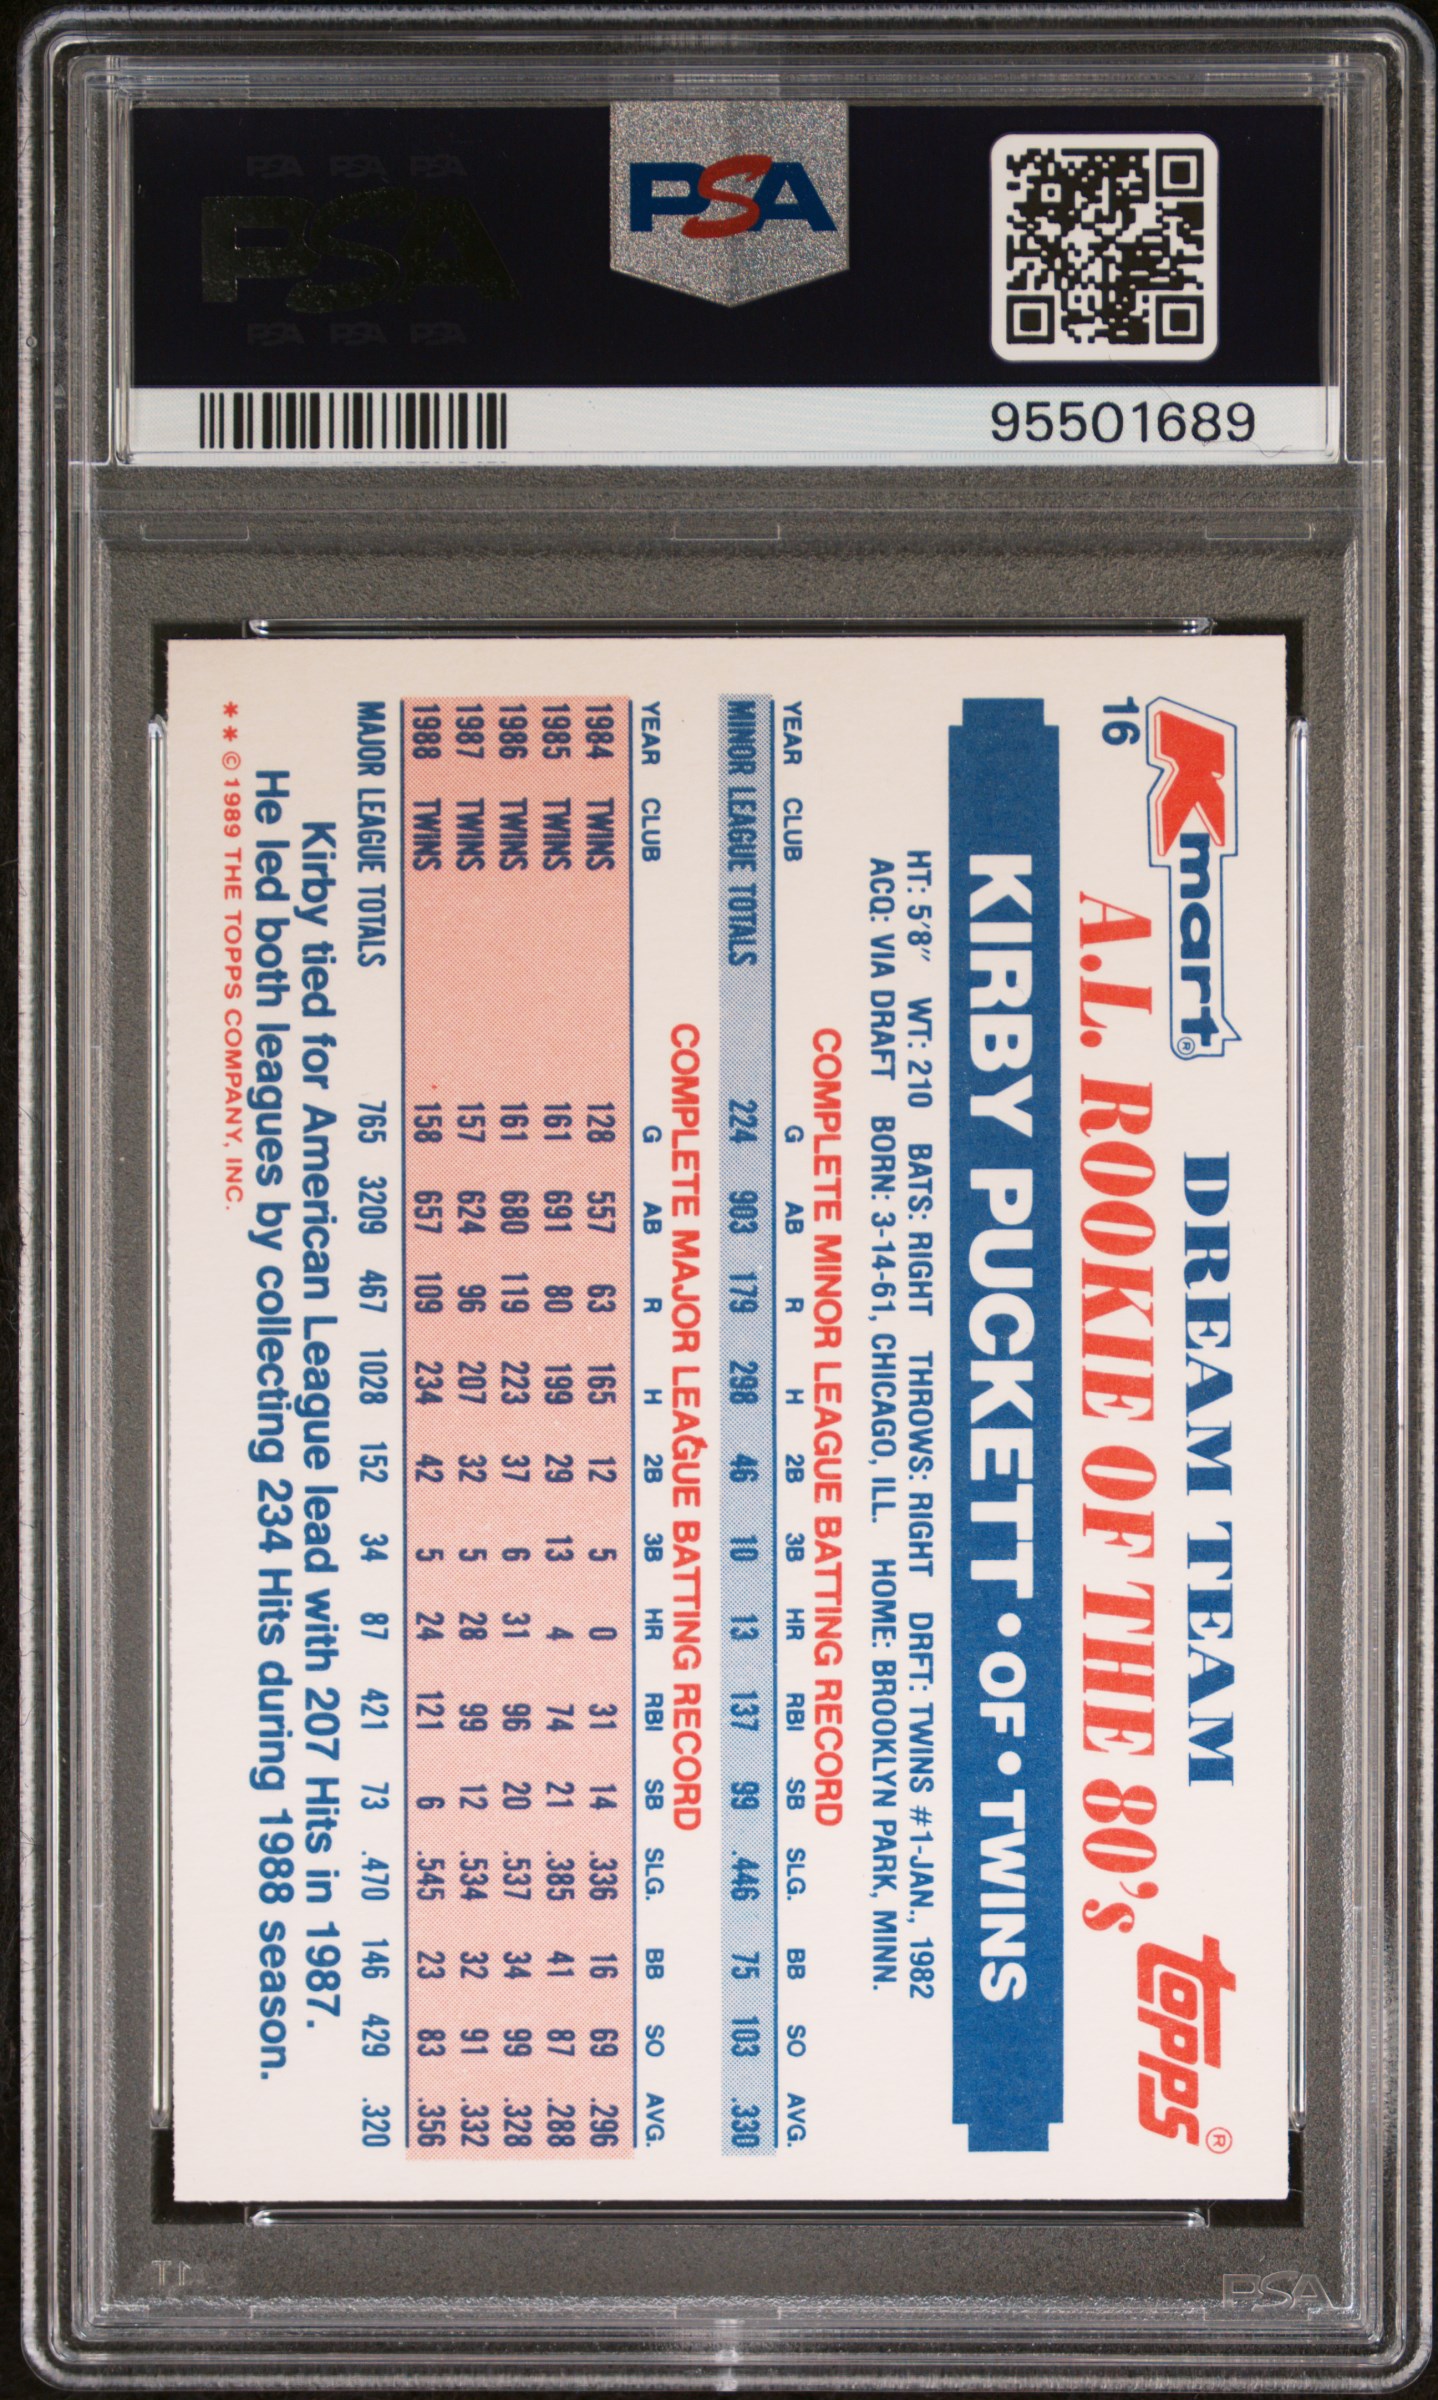 PSA PSA PSA
PSA
PSA PSA PSA
PSA
95501689
Kmart®
DREAM TEAM
topps®
16
A.L. ROOKIE OF THE 80's
KIRBY PUCKETT • OF • TWINS
HT: 5'8" WT: 210 BATS: RIGHT THROWS: RIGHT DRFT: TWINS #1-JAN., 1982
ACQ: VIA DRAFT BORN: 3-14-61, CHICAGO, ILL. HOME: BROOKLYN PARK, MINN.
COMPLETE MINOR LEAGUE BATTING RECORD
YEAR CLUB G AB R H 2B 3B HR RBI SB SLG. BB SO AVG.
MINOR LEAGUE TOTALS 224 903 179 298 46 10 13 137 99 .446 75 103 .330
COMPLETE MAJOR LEAGUE BATTING RECORD
YEAR CLUB G AB R H 2B 3B HR RBI SB SLG. BB SO AVG.
1984 TWINS 128 557 63 165 12 5 0 31 14 .336 16 69 .296
1985 TWINS 161 691 80 199 29 13 4 74 21 .385 41 87 .288
1986 TWINS 161 680 119 223 37 6 31 96 20 .537 34 99 .328
1987 TWINS 157 624 96 207 32 5 28 99 12 .534 32 91 .332
1988 TWINS 158 657 109 234 42 5 24 121 6 .545 23 83 .356
MAJOR LEAGUE TOTALS 765 3209 467 1028 152 34 87 421 73 .470 146 429 .320
Kirby tied for American League lead with 207 Hits in 1987.
He led both leagues by collecting 234 Hits during 1988 season.
* * © 1989 THE TOPPS COMPANY, INC.
PSA